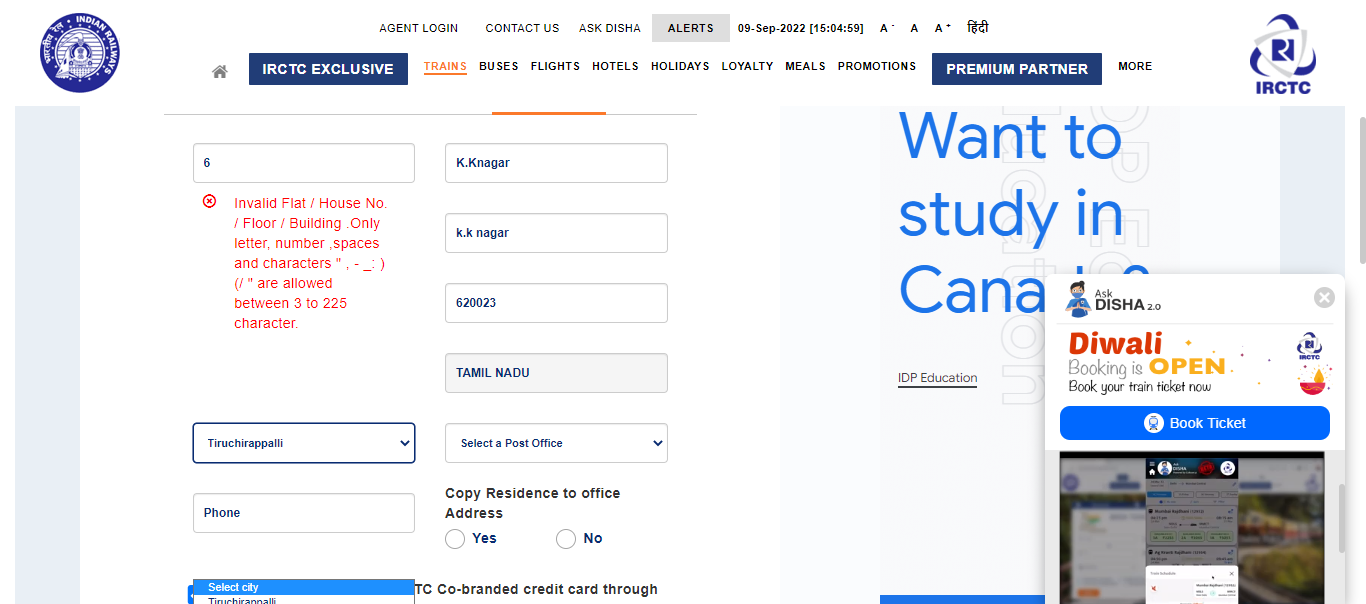 INDIAN RAILWAYS
भारतीय रेल
AGENT LOGIN CONTACT US ASK DISHA ALERTS 09-Sep-2022 [15:04:59] A - A A + हिंदी
IRCTC EXCLUSIVE TRAINS BUSES FLIGHTS HOTELS HOLIDAYS LOYALTY MEALS PROMOTIONS PREMIUM PARTNER MORE
IRCTC
6
K.Knagar
Invalid Flat / House No.
/ Floor / Building .Only
letter, number ,spaces
and characters " , - _: )
(/ " are allowed
between 3 to 225
character.
k.k nagar
620023
TAMIL NADU
Tiruchirappalli
Select a Post Office
Phone
Copy Residence to office
Address
Yes No
Select city
Tiruchirappalli
TC Co-branded credit card through
Want to
study in
Cana
IDP Education
Ask
DISHA 2.0
Diwali
Booking is OPEN
Book your train ticket now
IRCTC
Book Ticket